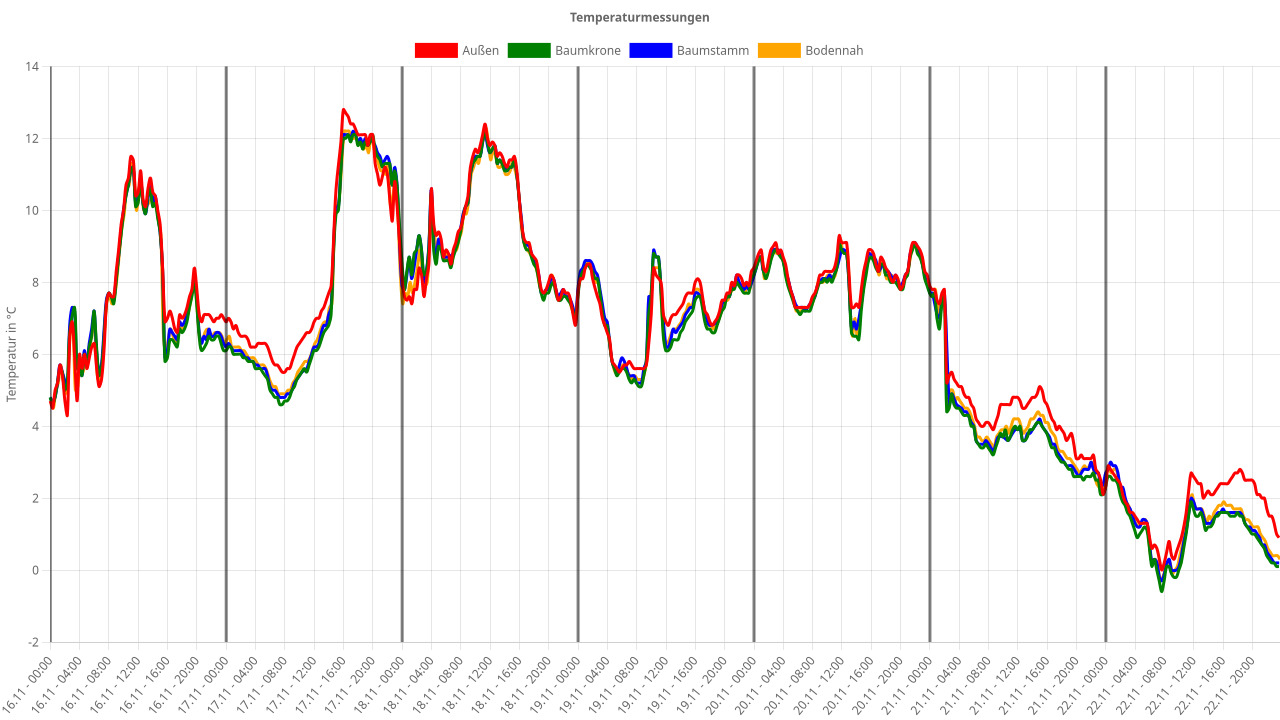 Temperaturmessungen
Außen Baumkrone Baumstamm Bodennah
Temperatur in °C
14
12
10
8
6
4
2
0
-2
16.11 - 00:00
16.11 - 04:00
16.11 - 08:00
16.11 - 12:00
16.11 - 16:00
16.11 - 20:00
17.11 - 00:00
17.11 - 04:00
17.11 - 08:00
17.11 - 12:00
17.11 - 16:00
17.11 - 20:00
18.11 - 00:00
18.11 - 04:00
18.11 - 08:00
18.11 - 12:00
18.11 - 16:00
18.11 - 20:00
19.11 - 00:00
19.11 - 04:00
19.11 - 08:00
19.11 - 12:00
19.11 - 16:00
19.11 - 20:00
20.11 - 00:00
20.11 - 04:00
20.11 - 08:00
20.11 - 12:00
20.11 - 16:00
20.11 - 20:00
21.11 - 00:00
21.11 - 04:00
21.11 - 08:00
21.11 - 12:00
21.11 - 16:00
21.11 - 20:00
22.11 - 00:00
22.11 - 04:00
22.11 - 08:00
22.11 - 12:00
22.11 - 16:00
22.11 - 20:00